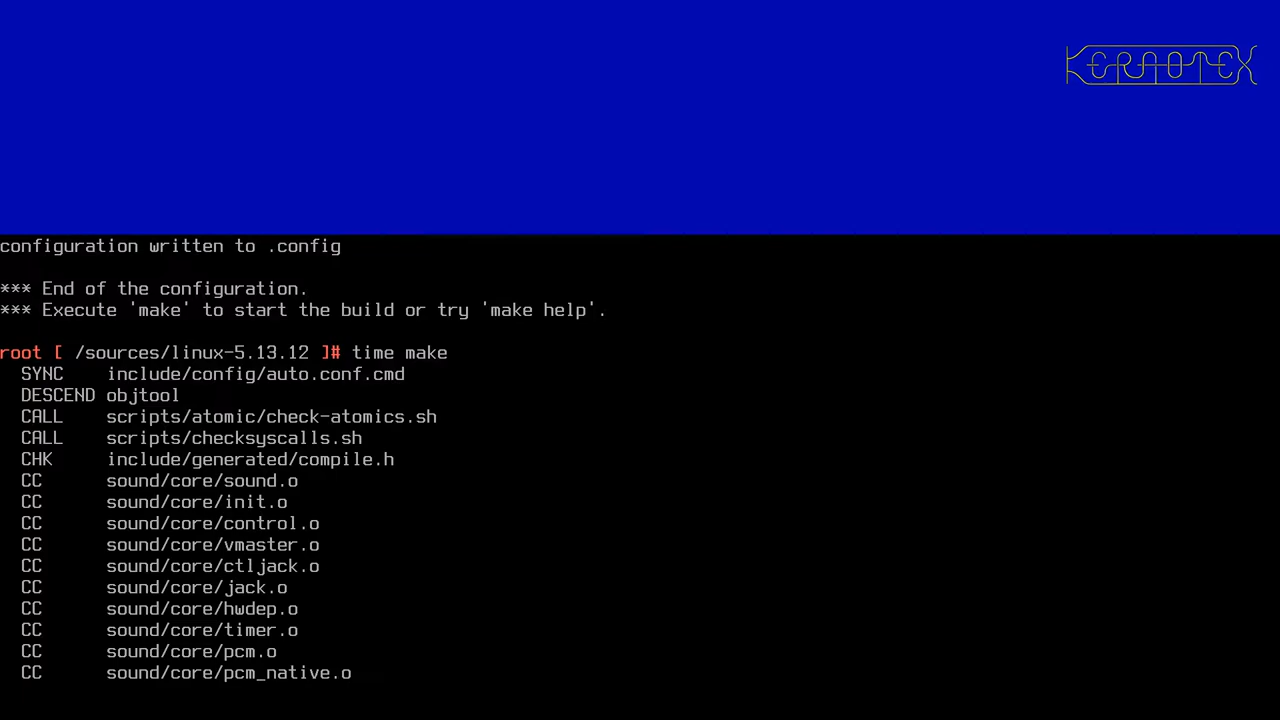 KERNOTEX
configuration written to .config
*** End of the configuration.
*** Execute 'make' to start the build or try 'make help'.
root [ /sources/linux-5.13.12 ]# time make
SYNC include/config/auto.conf.cmd
DESCEND objtool
CALL scripts/atomic/check-atomics.sh
CALL scripts/checksyscalls.sh
CHK include/generated/compile.h
CC sound/core/sound.o
CC sound/core/init.o
CC sound/core/control.o
CC sound/core/vmaster.o
CC sound/core/ctljack.o
CC sound/core/jack.o
CC sound/core/hwdep.o
CC sound/core/timer.o
CC sound/core/pcm.o
CC sound/core/pcm_native.o